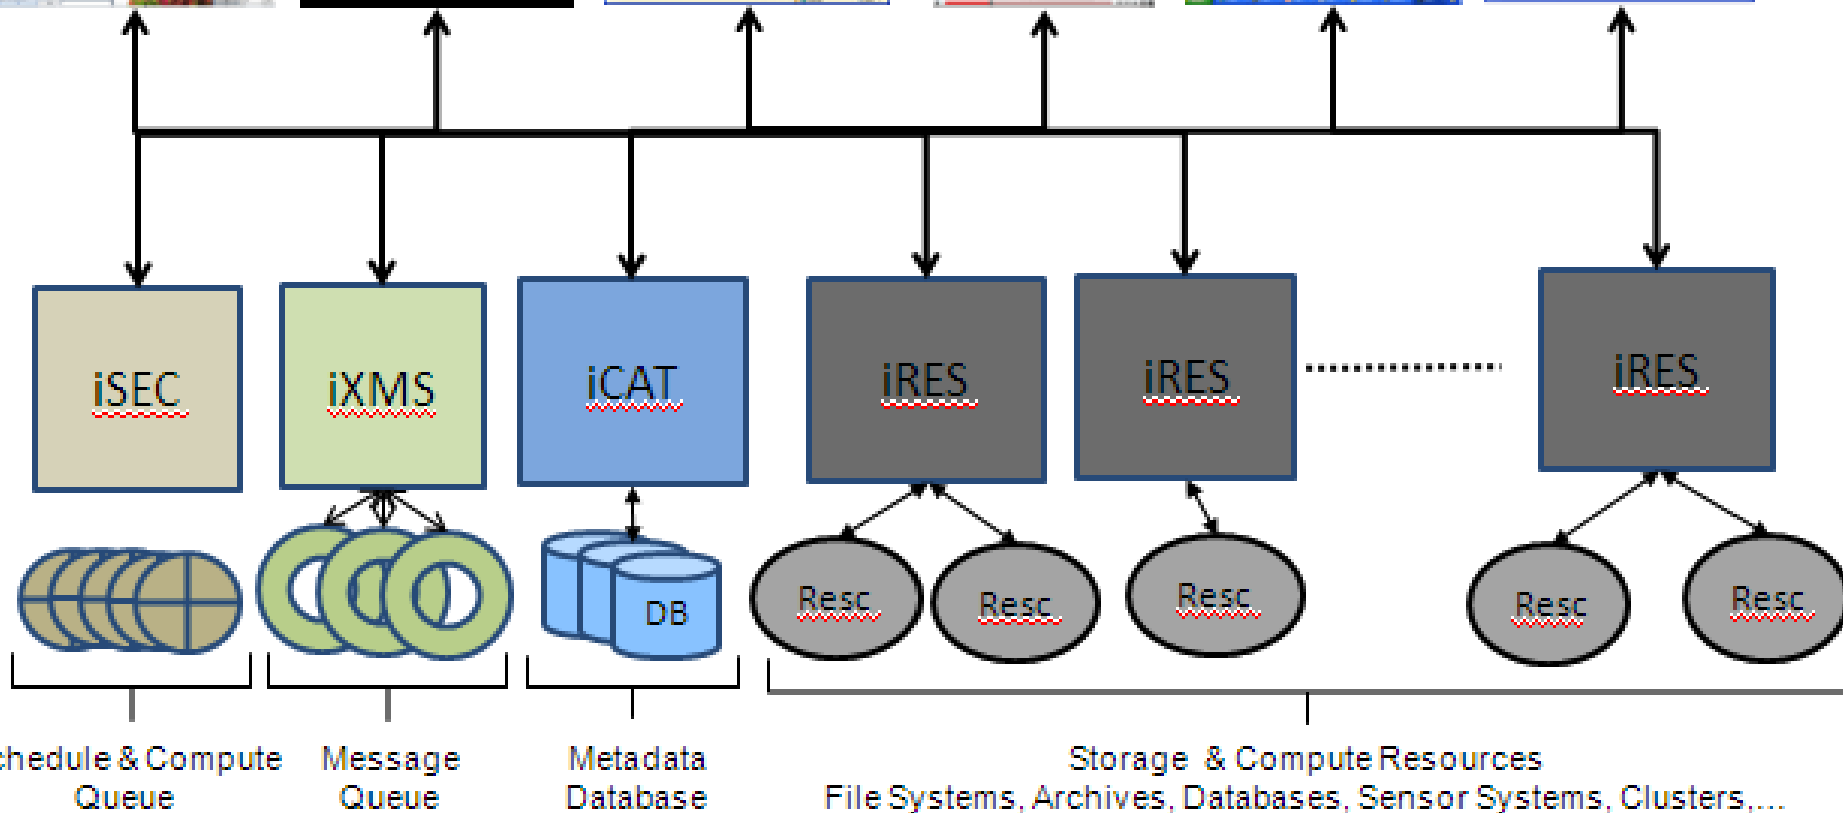 iSEC
iXMS
iCAT
iRES
iRES
iRES
DB
Resc
Resc
Resc
Resc
Resc
chedule & Compute
Queue
Message
Queue
Metadada
Database
Storage & Compute Resources
File Systems, Archives, Databases, Sensor Systems, Clusters,...